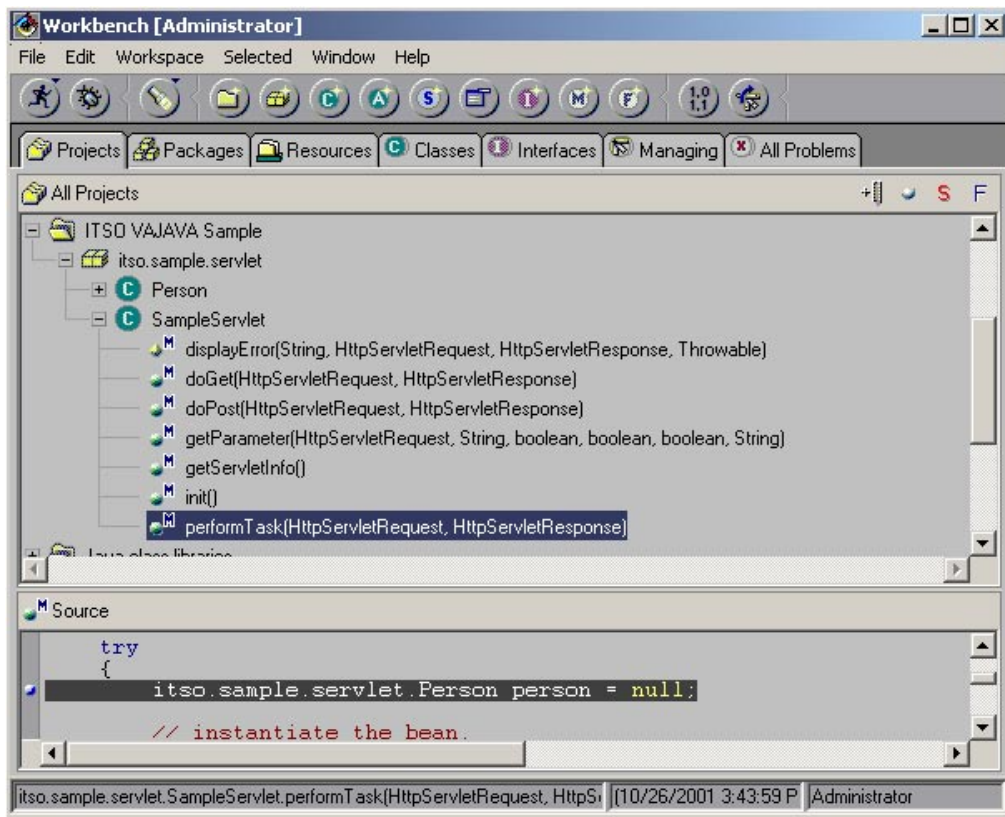 Workbench [Administrator]
File Edit Workspace Selected Window Help
Projects Packages Resources Classes Interfaces Managing All Problems
All Projects S F
ITSO VAJAVA Sample
itso.sample.servlet
C Person
C SampleServlet
M displayError(String, HttpServletRequest, HttpServletResponse, Throwable)
M doGet(HttpServletRequest, HttpServletResponse)
M doPost(HttpServletRequest, HttpServletResponse)
M getParameter(HttpServletRequest, String, boolean, boolean, boolean, String)
M getServletInfo()
M init()
M performTask(HttpServletRequest, HttpServletResponse)
Java class libraries
M Source
try
{
itso.sample.servlet.Person person = null;
// instantiate the bean.
itso.sample.servlet.SampleServlet.performTask(HttpServletRequest, HttpS (10/26/2001 3:43:59 P Administrator